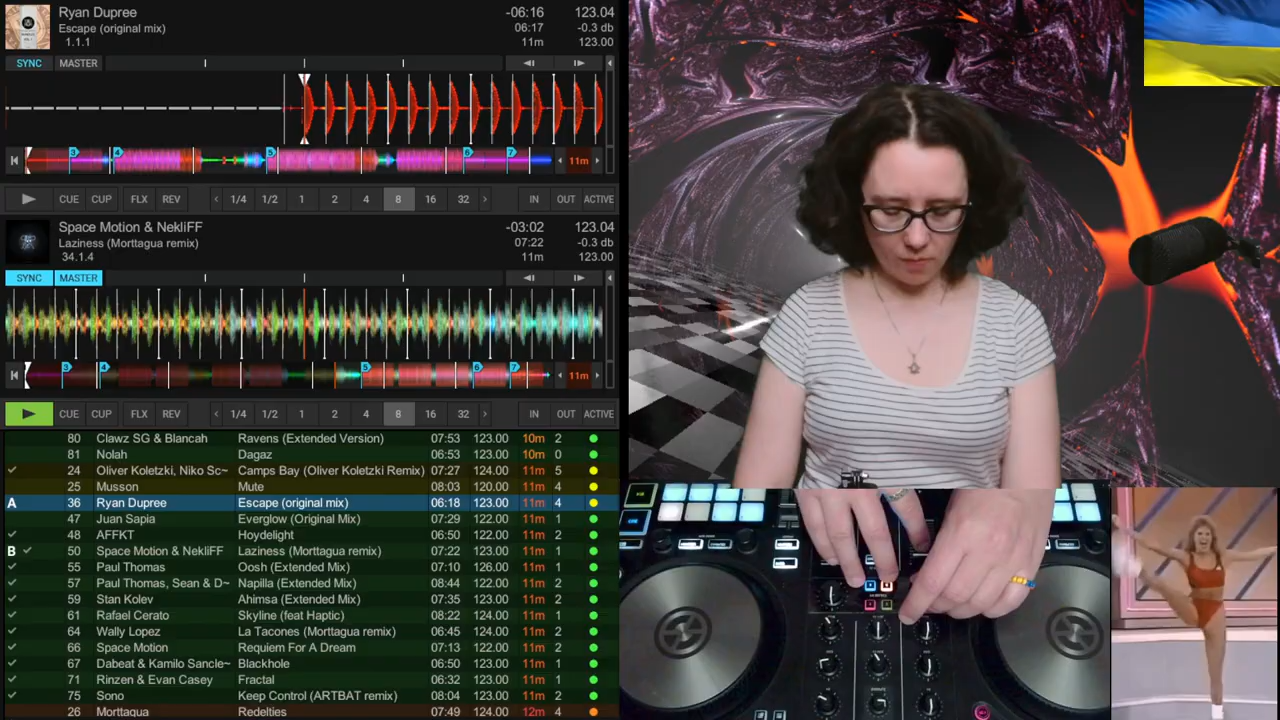 Ryan Dupree -06:16 123.04
Escape (original mix) 06:17 -0.3 db
1.1.1 11m 123.00
SYNC MASTER
3 4 5 6 7 11m
CUE CUP FLX REV 1/4 1/2 1 2 4 8 16 32 IN OUT ACTIVE
Space Motion & NekliFF -03:02 123.04
Laziness (Morttagua remix) 07:22 -0.3 db
34.1.4 11m 123.00
SYNC MASTER
3 4 5 6 7 11m
CUE CUP FLX REV 1/4 1/2 1 2 4 8 16 32 IN OUT ACTIVE
80 Clawz SG & Blancah Ravens (Extended Version) 07:53 123.00 10m 2
81 Nolah Dagaz 06:53 123.00 10m 0
24 Oliver Koletzki, Niko Sc~ Camps Bay (Oliver Koletzki Remix) 07:27 124.00 11m 5
25 Musson Mute 08:03 120.00 11m 4
A 36 Ryan Dupree Escape (original mix) 06:18 123.00 11m 4
47 Juan Sapia Everglow (Original Mix) 07:29 122.00 11m 1
48 AFFKT Hoydelight 06:50 122.00 11m 2
B 50 Space Motion & NekliFF Laziness (Morttagua remix) 07:22 123.00 11m 1
55 Paul Thomas Oosh (Extended Mix) 07:10 126.00 11m 1
57 Paul Thomas, Sean & D~ Napilla (Extended Mix) 08:44 122.00 11m 2
59 Stan Kolev Ahimsa (Extended Mix) 07:35 122.00 11m 1
61 Rafael Cerato Skyline (feat Haptic) 08:22 124.00 11m 1
64 Wally Lopez La Tacones (Morttagua remix) 06:45 123.00 11m 2
66 Space Motion Requiem For A Dream 07:13 122.00 11m 2
67 Dabeat & Kamilo Sancle~ Blackhole 06:50 123.00 11m 1
71 Rinzen & Evan Casey Fractal 06:32 123.00 11m 1
75 Sono Keep Control (ARTBAT remix) 08:04 123.00 11m 2
26 Morttagua Redelties 07:49 124.00 12m 4